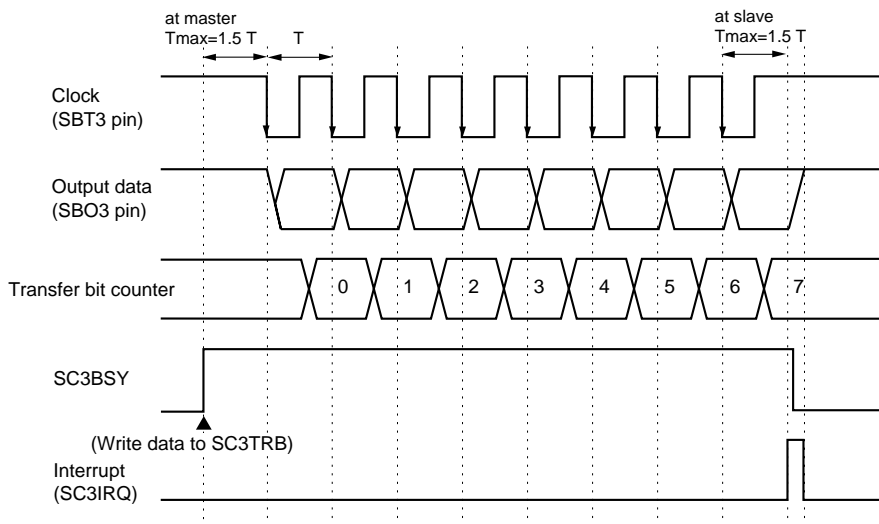 at master
Tmax=1.5 T
T
at slave
Tmax=1.5 T
Clock
(SBT3 pin)
Output data
(SBO3 pin)
Transfer bit counter
0 1 2 3 4 5 6 7
SC3BSY
(Write data to SC3TRB)
Interrupt
(SC3IRQ)